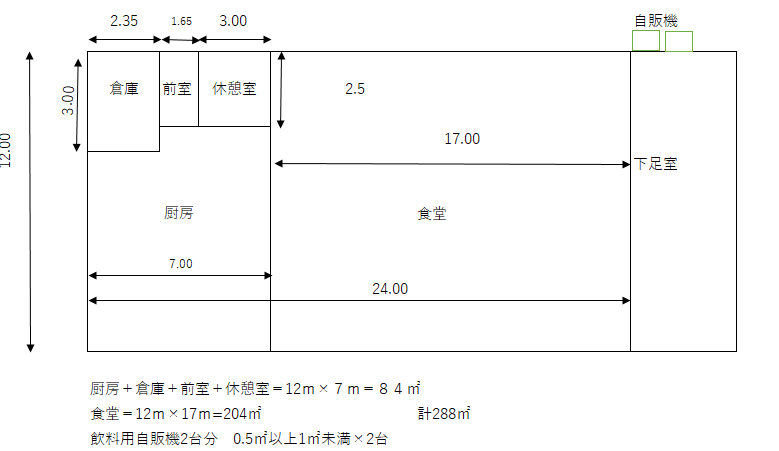 自販機
2.35
1.65
3.00
倉庫
前室
休憩室
2.5
3.00
12.00
17.00
下足室
厨房
食堂
7.00
24.00
厨房＋倉庫＋前室＋休憩室＝12ｍ×７ｍ＝８４㎡
食堂＝12ｍ×17ｍ=204㎡　計288㎡
飲料用自販機2台分　0.5㎡以上1㎡未満×2台